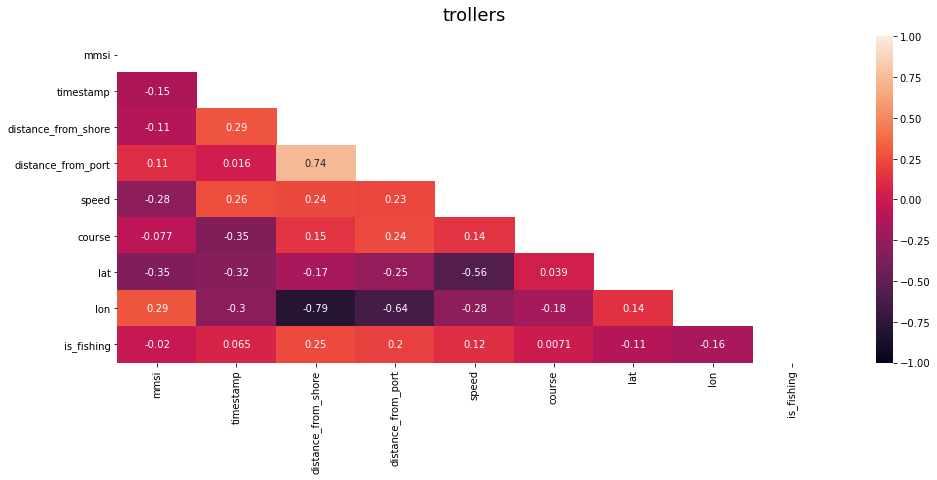 trollers
mmsi
timestamp -0.15
distance_from_shore -0.11 0.29
distance_from_port 0.11 0.016 0.74
speed -0.28 0.26 0.24 0.23
course -0.077 -0.35 0.15 0.24 0.14
lat -0.35 -0.32 -0.17 -0.25 -0.56 0.039
lon 0.29 -0.3 -0.79 -0.64 -0.28 -0.18 0.14
is_fishing -0.02 0.065 0.25 0.2 0.12 0.0071 -0.11 -0.16
mmsi timestamp distance_from_shore distance_from_port speed course lat lon is_fishing
1.00
0.75
0.50
0.25
0.00
-0.25
-0.50
-0.75
-1.00